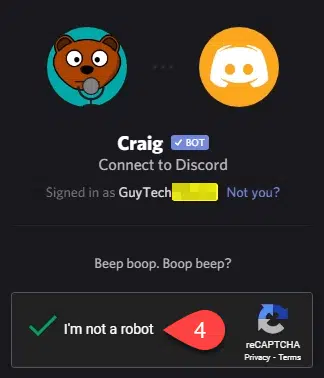 Craig BOT
Connect to Discord
Signed in as GuyTech Not you?
Beep boop. Boop beep?
I'm not a robot 4
reCAPTCHA
Privacy - Terms